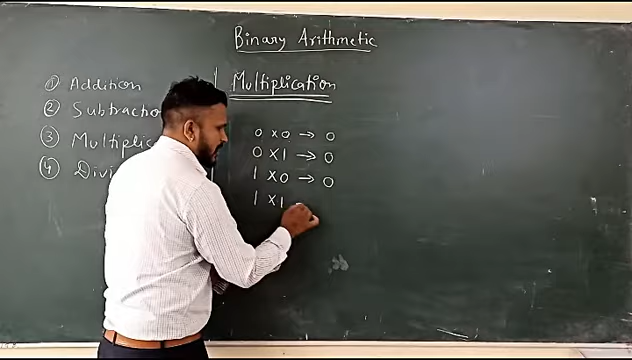 Binary Arithmetic
① Addition
② Subtractio
③ Multiplic
④ Divi
Multiplication
0 × 0 → 0
0 × 1 → 0
1 × 0 → 0
1 × 1